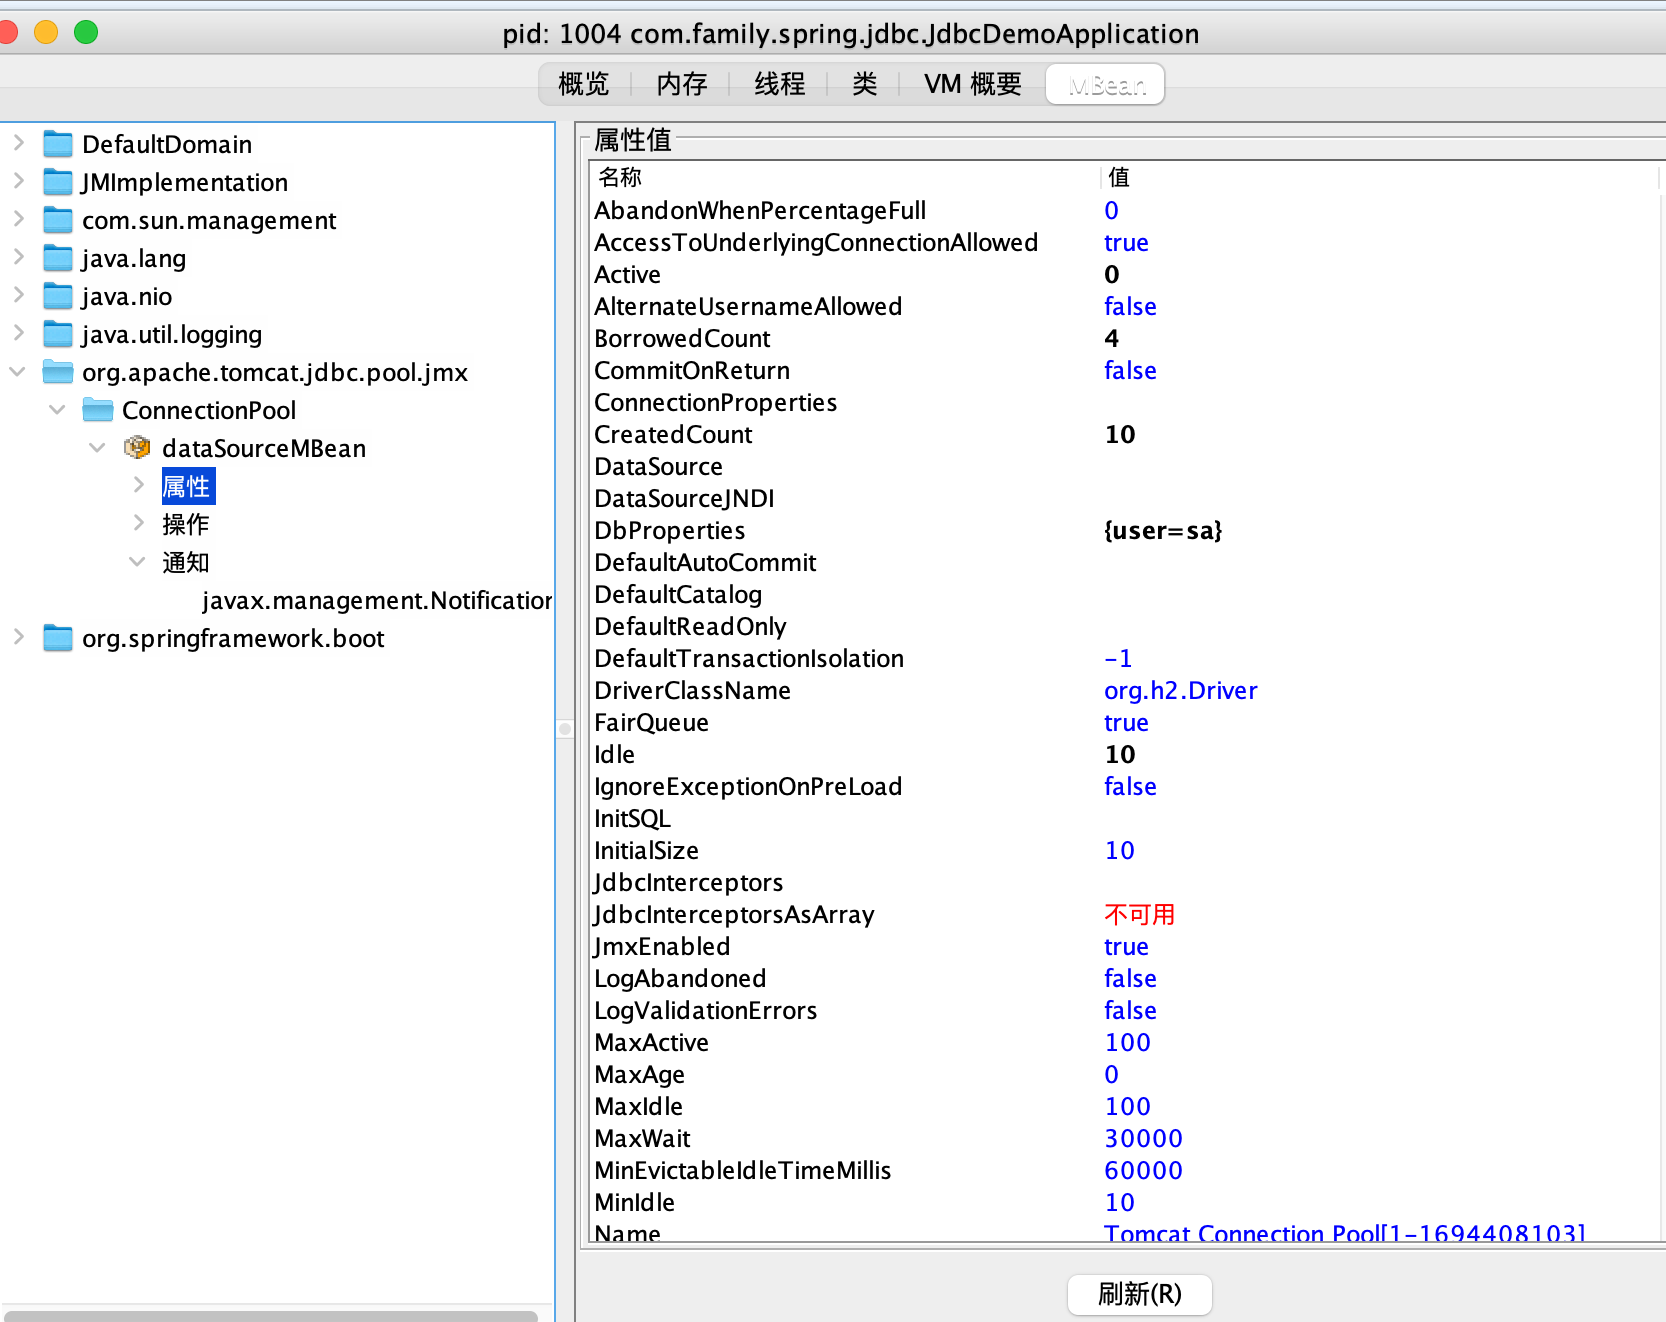 pid: 1004 com.family.spring.jdbc.JdbcDemoApplication
概览 内存 线程 类 VM 概要 MBean
DefaultDomain
JMImplementation
com.sun.management
java.lang
java.nio
java.util.logging
org.apache.tomcat.jdbc.pool.jmx
ConnectionPool
dataSourceMBean
属性
操作
通知
javax.management.Notification
org.springframework.boot
属性值
名称 值
AbandonWhenPercentageFull 0
AccessToUnderlyingConnectionAllowed true
Active 0
AlternateUsernameAllowed false
BorrowedCount 4
CommitOnReturn false
ConnectionProperties
CreatedCount 10
DataSource
DataSourceJNDI
DbProperties {user=sa}
DefaultAutoCommit
DefaultCatalog
DefaultReadOnly
DefaultTransactionIsolation -1
DriverClassName org.h2.Driver
FairQueue true
Idle 10
IgnoreExceptionOnPreLoad false
InitSQL
InitialSize 10
JdbcInterceptors
JdbcInterceptorsAsArray 不可用
JmxEnabled true
LogAbandoned false
LogValidationErrors false
MaxActive 100
MaxAge 0
MaxIdle 100
MaxWait 30000
MinEvictableIdleTimeMillis 60000
MinIdle 10
Name Tomcat Connection Pool[1-1694408103]
刷新(R)